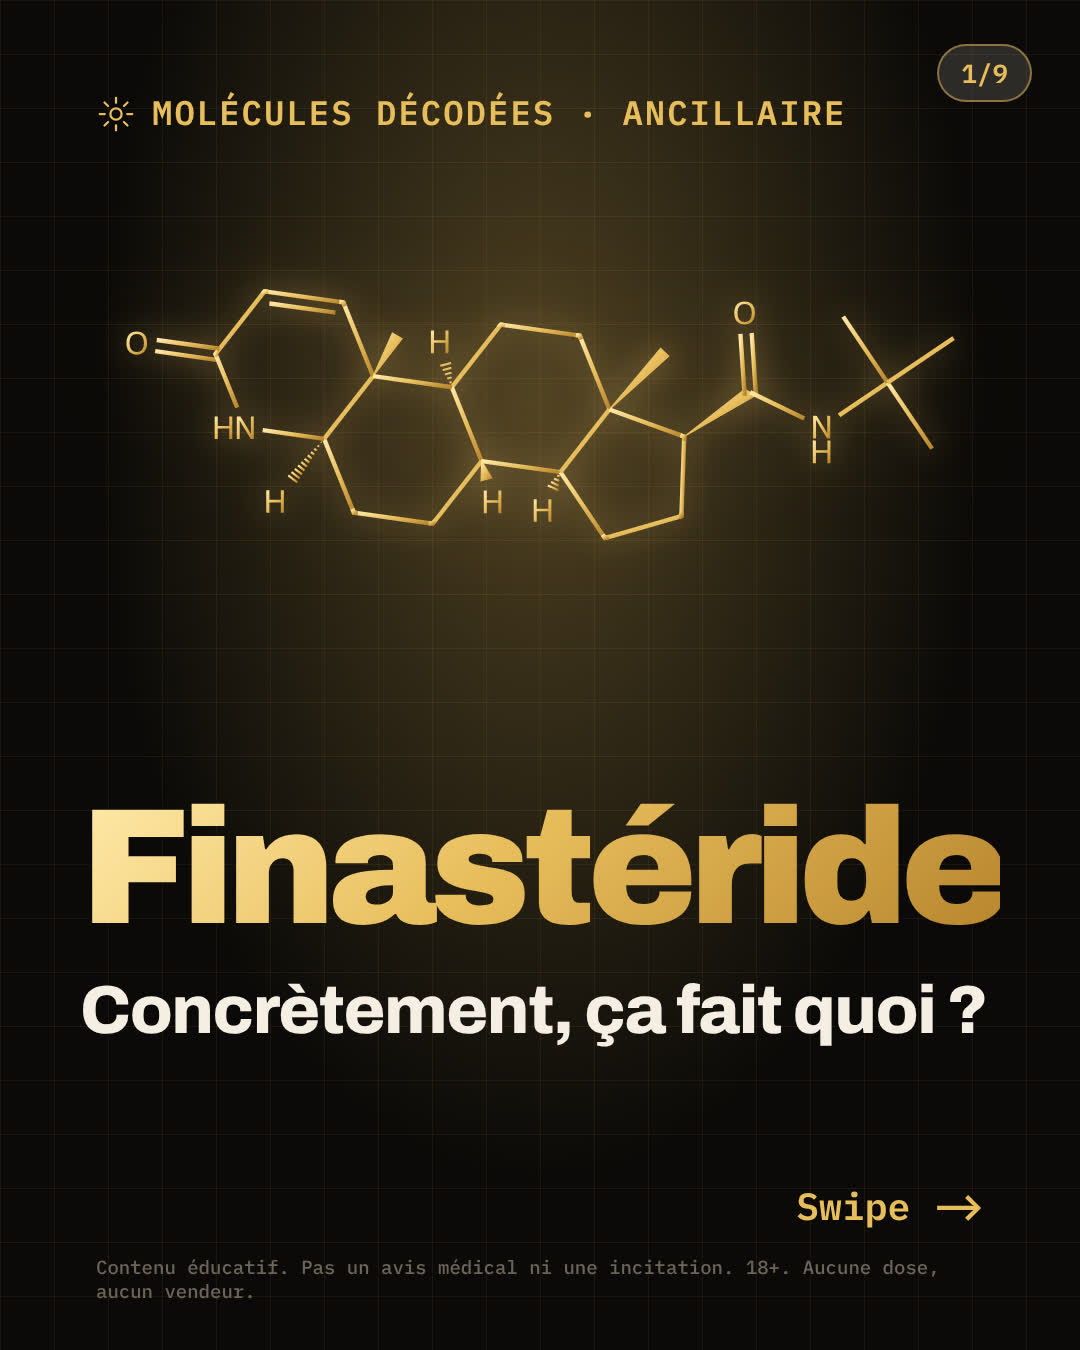 1/9
MOLÉCULES DÉCODÉES · ANCILLAIRE
O
HN
H
H
H
H
O
N
H
Finastéride
Concrètement, ça fait quoi ?
Swipe →
Contenu éducatif. Pas un avis médical ni une incitation. 18+. Aucune dose,
aucun vendeur.